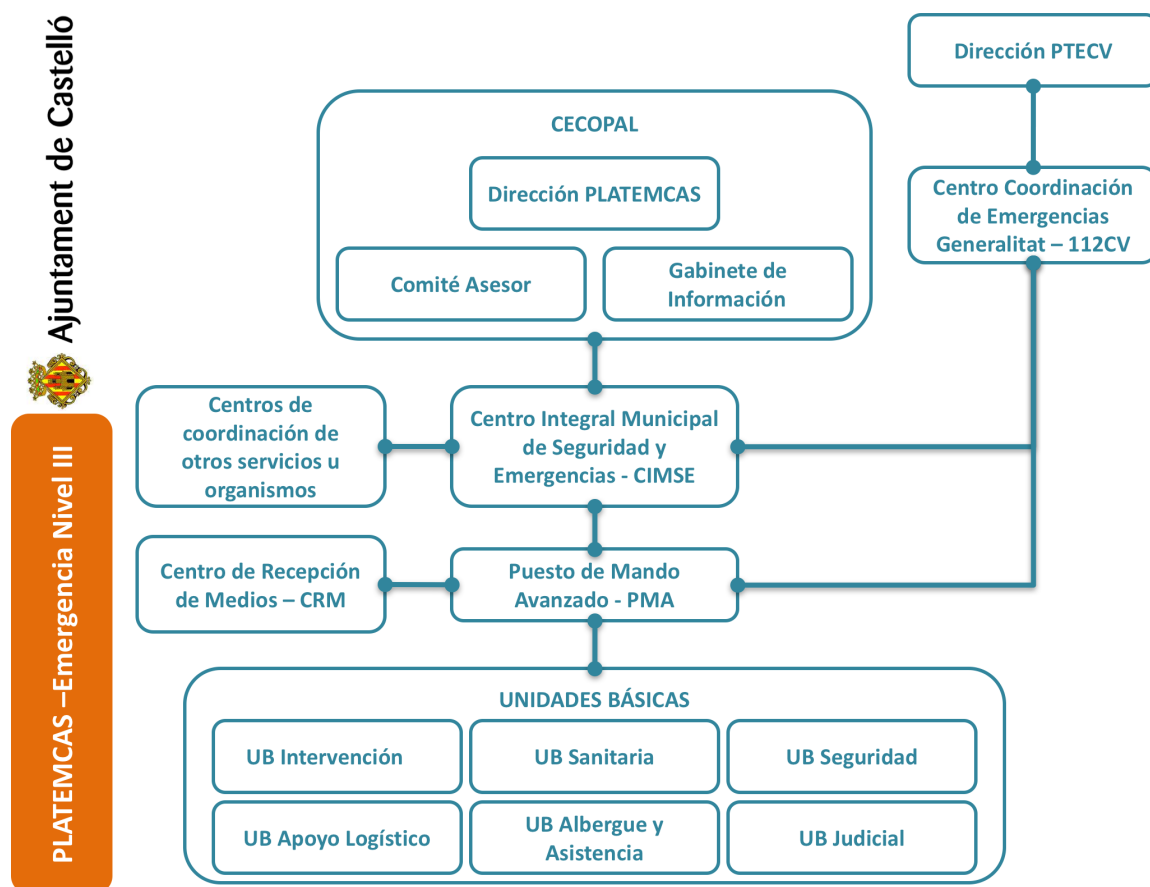 Ajuntament de Castelló
PLATEMCAS –Emergencia Nivel III
Dirección PTECV
CECOPAL
Dirección PLATEMCAS
Comité Asesor
Gabinete de
Información
Centro Coordinación
de Emergencias
Generalitat – 112CV
Centros de
coordinación de
otros servicios u
organismos
Centro Integral Municipal
de Seguridad y
Emergencias - CIMSE
Centro de Recepción
de Medios – CRM
Puesto de Mando
Avanzado - PMA
UNIDADES BÁSICAS
UB Intervención
UB Sanitaria
UB Seguridad
UB Apoyo Logístico
UB Albergue y
Asistencia
UB Judicial